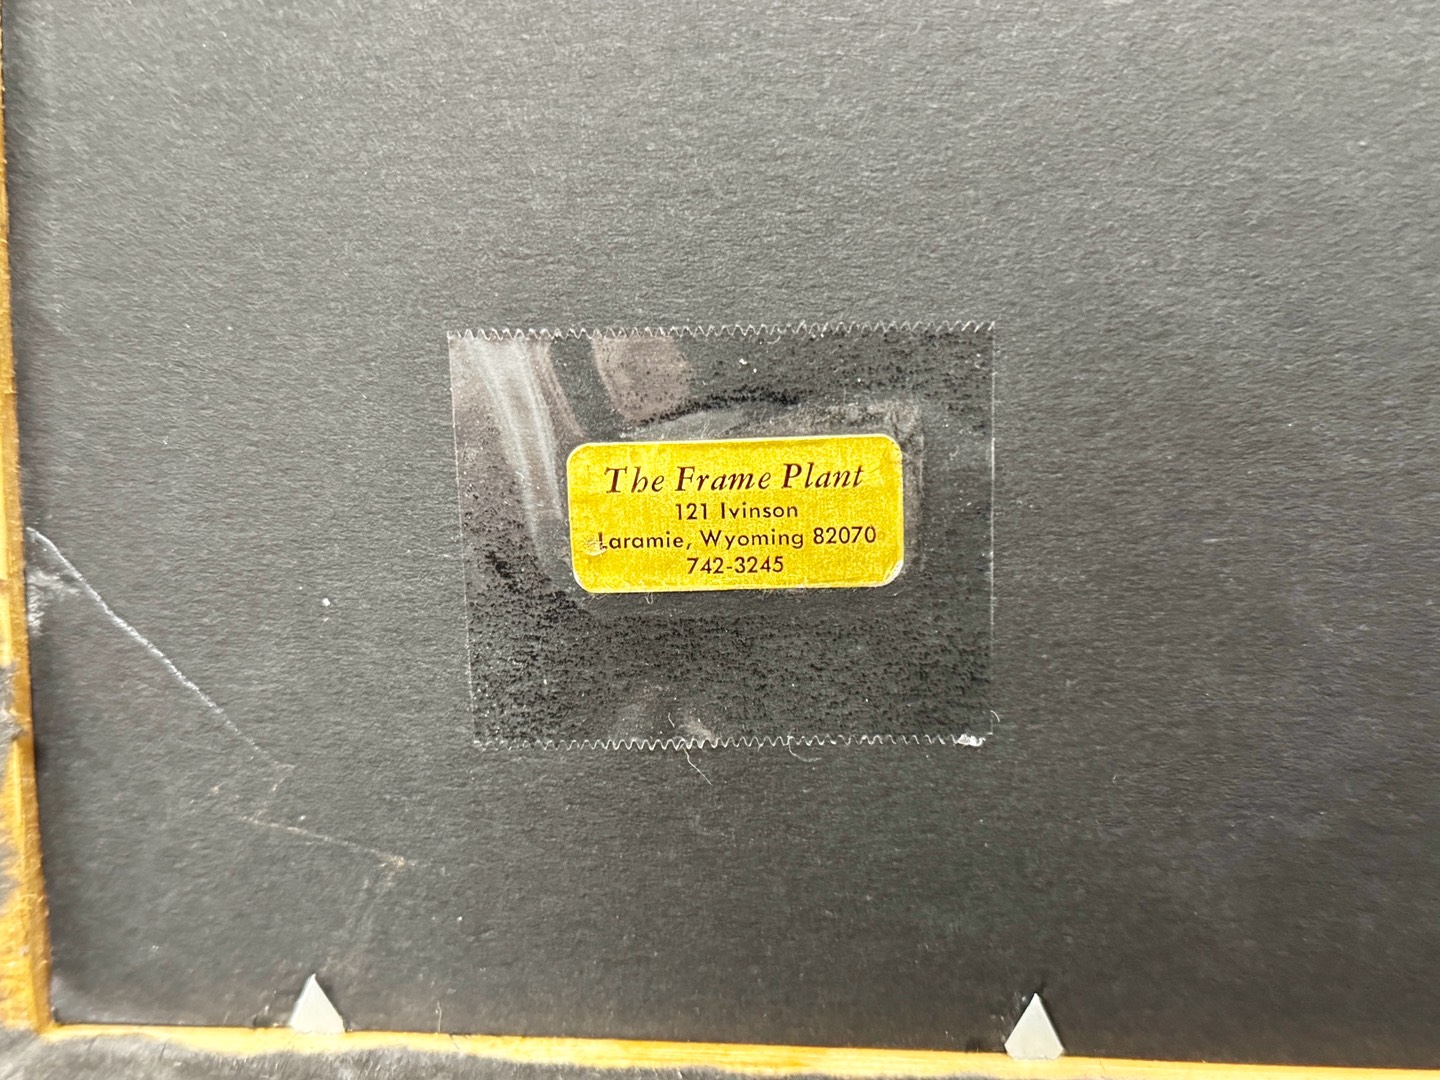 The Frame Plant
121 Ivinson
Laramie, Wyoming 82070
742-3245